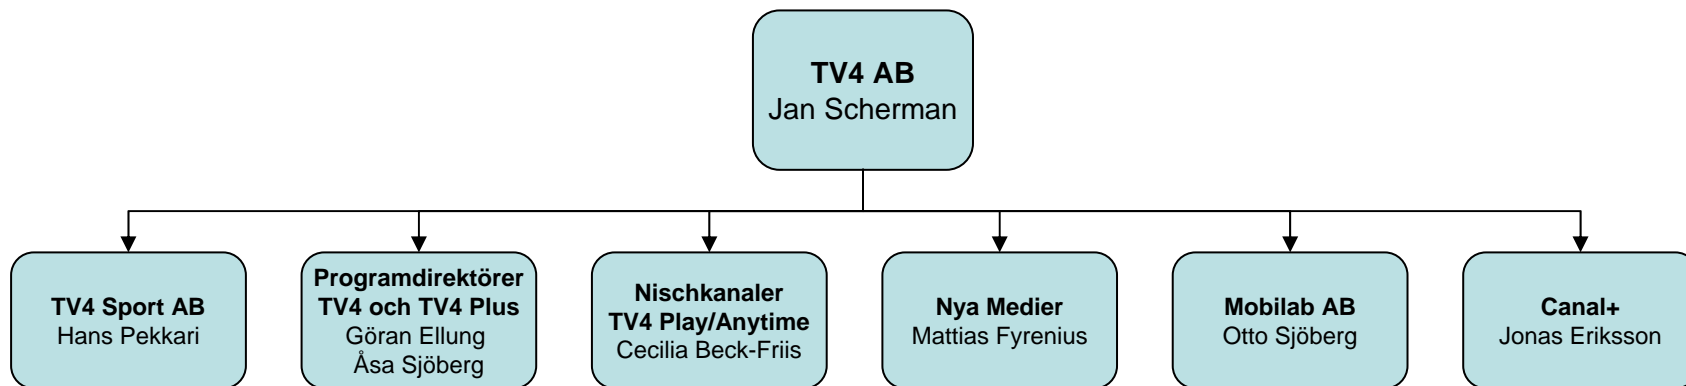 TV4 AB
Jan Scherman
TV4 Sport AB
Hans Pekkari
Programdirektörer
TV4 och TV4 Plus
Göran Ellung
Åsa Sjöberg
Nischkanaler
TV4 Play/Anytime
Cecilia Beck-Friis
Nya Medier
Mattias Fyrenius
Mobilab AB
Otto Sjöberg
Canal+
Jonas Eriksson